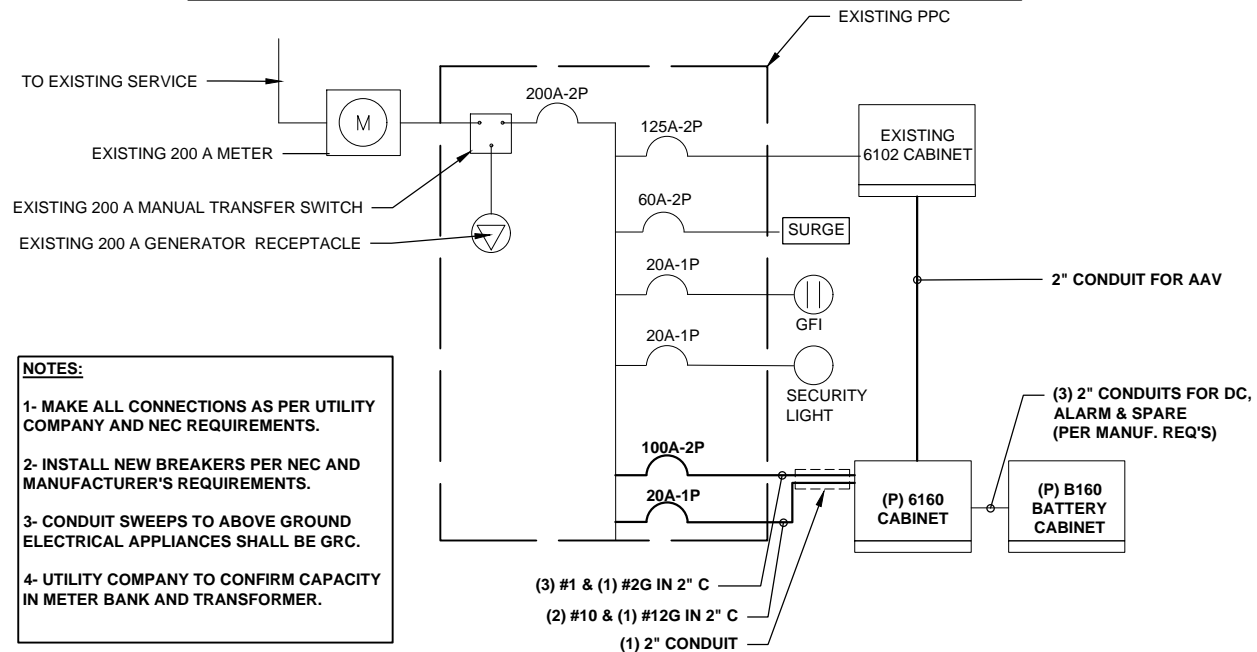 EXISTING PPC
TO EXISTING SERVICE
200A-2P
M
125A-2P
EXISTING
6102 CABINET
EXISTING 200 A METER
EXISTING 200 A MANUAL TRANSFER SWITCH
60A-2P
SURGE
EXISTING 200 A GENERATOR RECEPTACLE
20A-1P
GFI
2" CONDUIT FOR AAV
20A-1P
SECURITY
LIGHT
NOTES:
1- MAKE ALL CONNECTIONS AS PER UTILITY
COMPANY AND NEC REQUIREMENTS.
2- INSTALL NEW BREAKERS PER NEC AND
MANUFACTURER'S REQUIREMENTS.
3- CONDUIT SWEEPS TO ABOVE GROUND
ELECTRICAL APPLIANCES SHALL BE GRC.
4- UTILITY COMPANY TO CONFIRM CAPACITY
IN METER BANK AND TRANSFORMER.
(3) 2" CONDUITS FOR DC,
ALARM & SPARE
(PER MANUF. REQ'S)
100A-2P
20A-1P
(P) 6160
CABINET
(P) B160
BATTERY
CABINET
(3) #1 & (1) #2G IN 2" C
(2) #10 & (1) #12G IN 2" C
(1) 2" CONDUIT